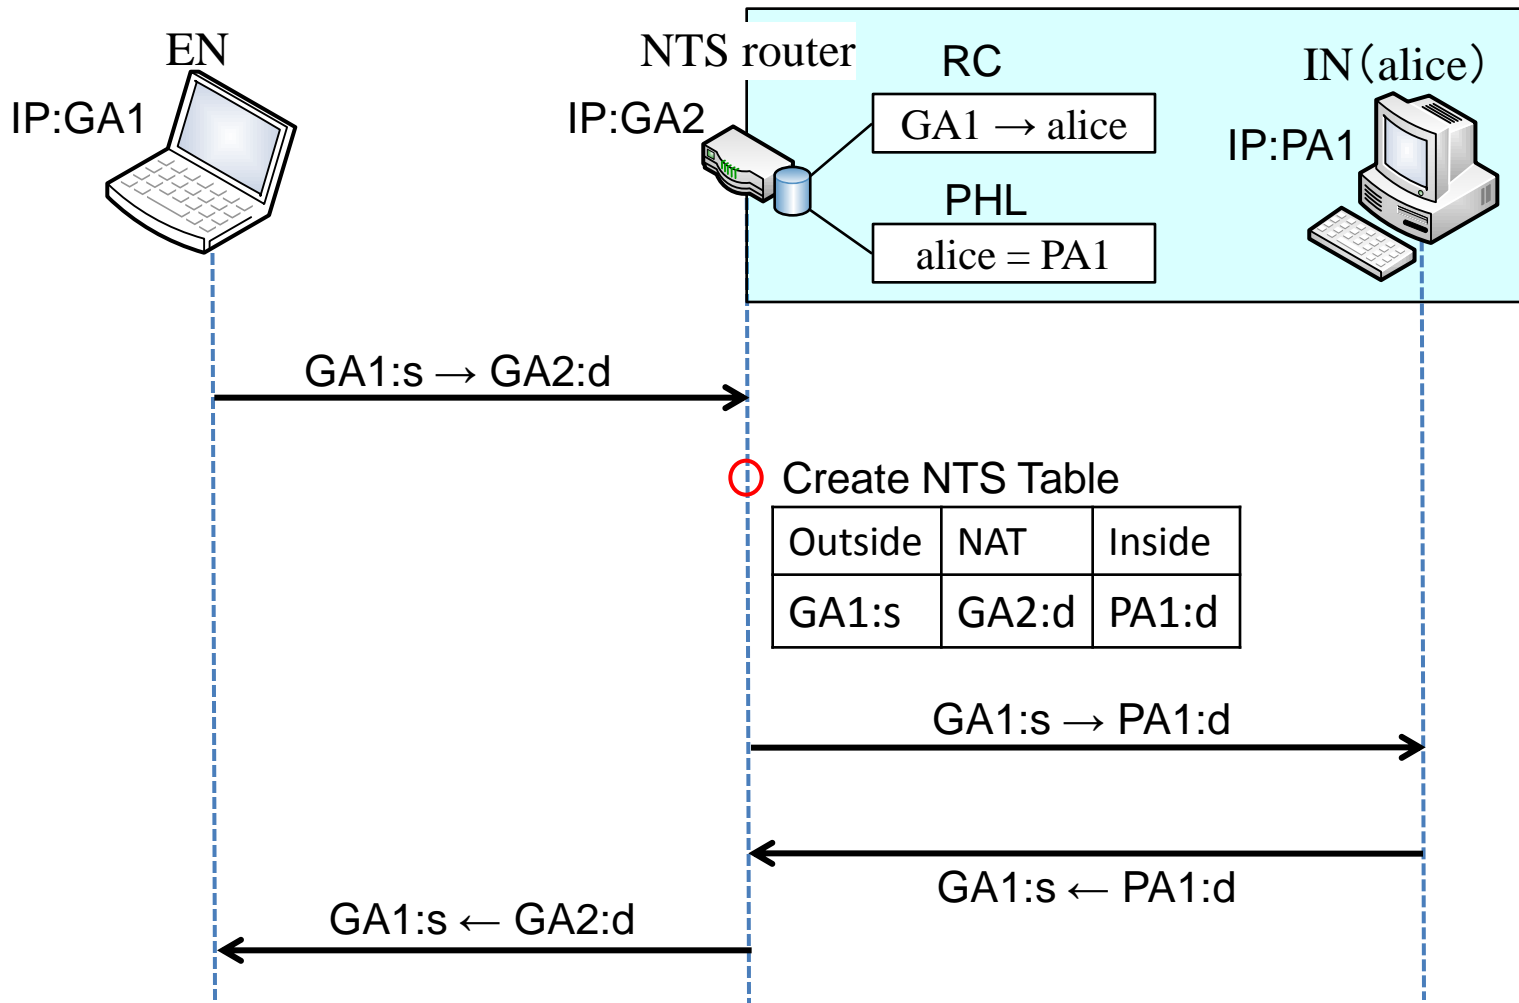 EN
IP:GA1
NTS router
IP:GA2
RC
GA1 → alice
PHL
alice = PA1
IN（alice）
IP:PA1
GA1:s → GA2:d
Create NTS Table
Outside NAT Inside
GA1:s GA2:d PA1:d
GA1:s → PA1:d
GA1:s ← PA1:d
GA1:s ← GA2:d